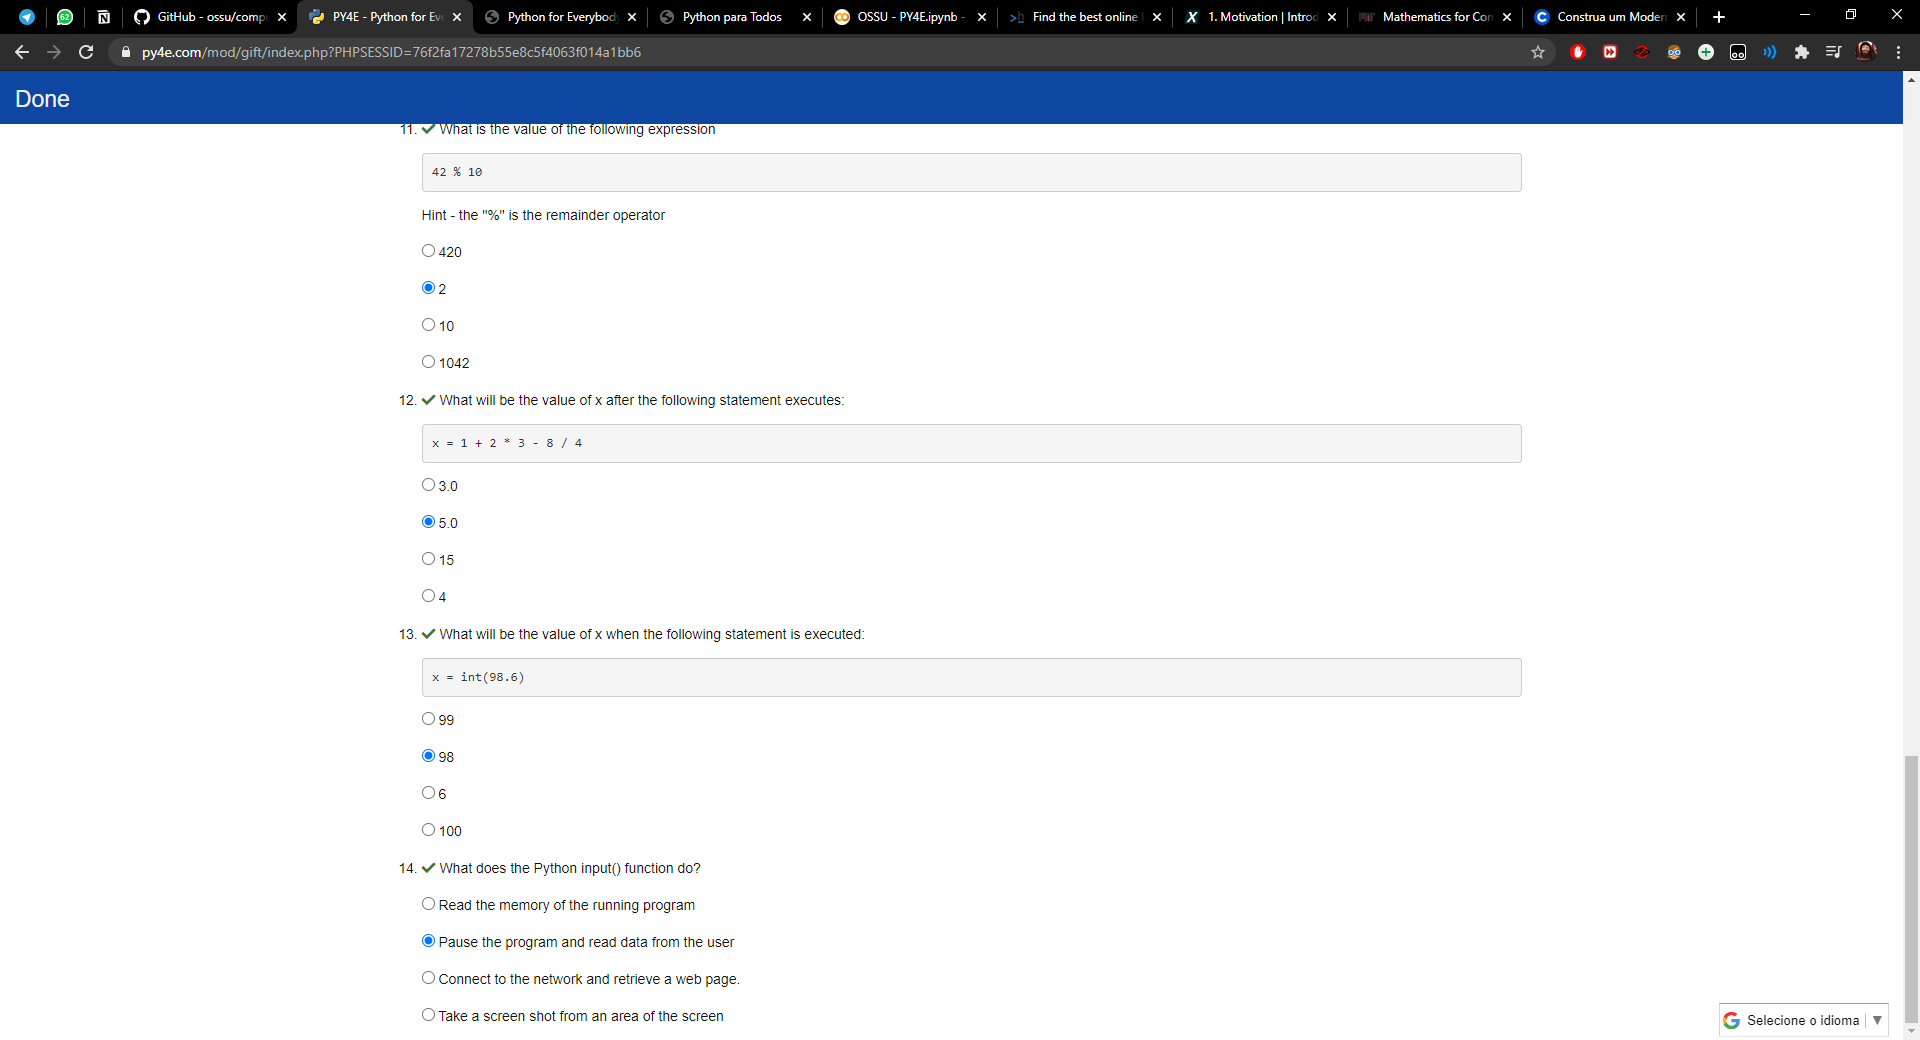 62
GitHub - ossu/comp
PY4E - Python for Ev
Python for Everybod
Python para Todos
OSSU - PY4E.ipynb -
Find the best online
1. Motivation | Introd
Mathematics for Con
Construa um Moder
py4e.com/mod/gift/index.php?PHPSESSID=76f2fa17278b55e8c5f4063f014a1bb6
Done
11. What is the value of the following expression
42 % 10
Hint - the "%" is the remainder operator
420
2
10
1042
12. What will be the value of x after the following statement executes:
x = 1 + 2 * 3 - 8 / 4
3.0
5.0
15
4
13. What will be the value of x when the following statement is executed:
x = int(98.6)
99
98
6
100
14. What does the Python input() function do?
Read the memory of the running program
Pause the program and read data from the user
Connect to the network and retrieve a web page.
Take a screen shot from an area of the screen
Selecione o idioma